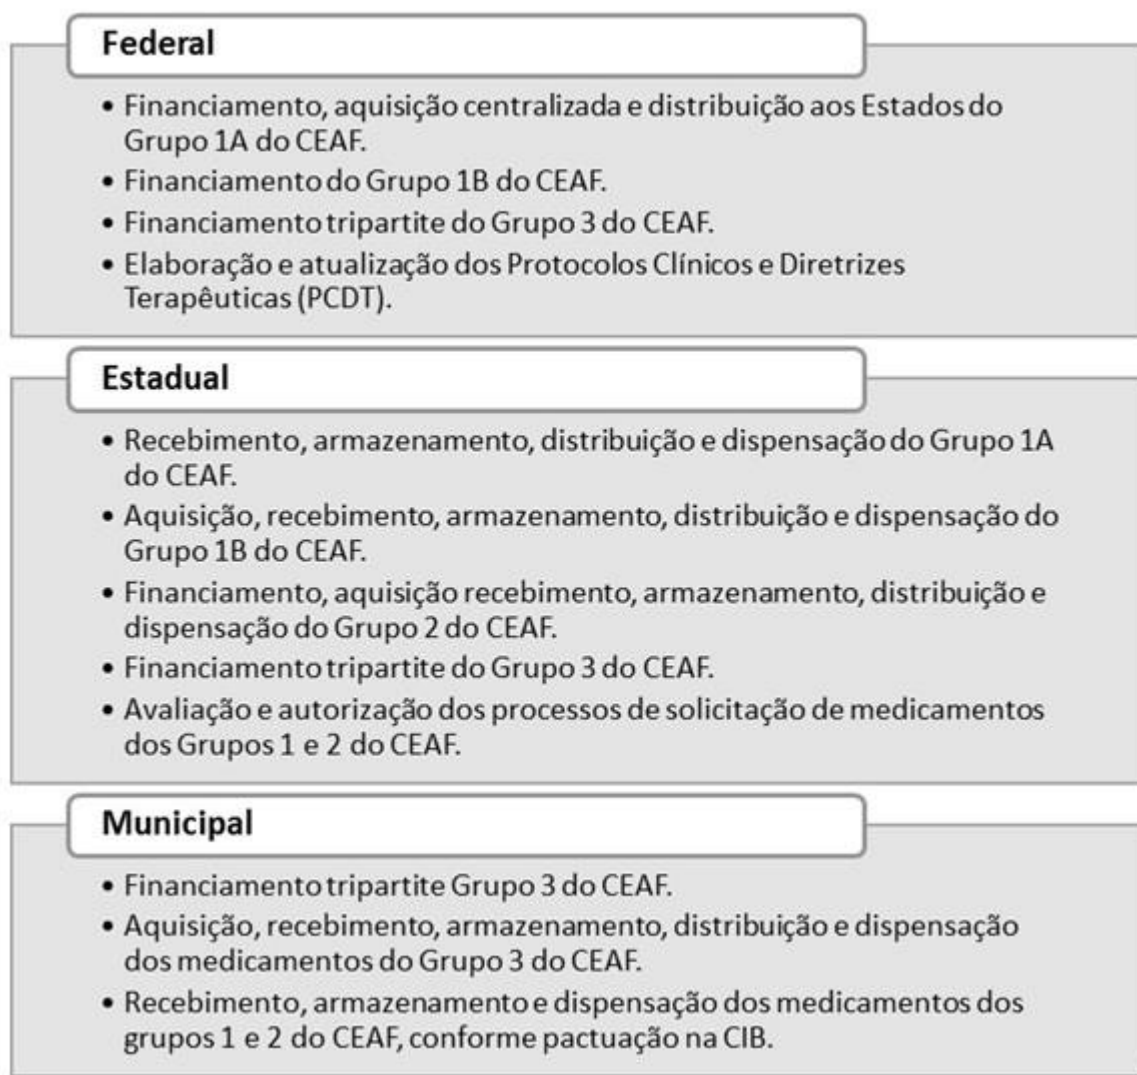 Federal
• Financiamento, aquisição centralizada e distribuição aos Estados do
Grupo 1A do CEAF.
• Financiamento do Grupo 1B do CEAF.
• Financiamento tripartite do Grupo 3 do CEAF.
• Elaboração e atualização dos Protocolos Clínicos e Diretrizes
Terapêuticas (PCDT).
Estadual
• Recebimento, armazenamento, distribuição e dispensação do Grupo 1A
do CEAF.
• Aquisição, recebimento, armazenamento, distribuição e dispensação do
Grupo 1B do CEAF.
• Financiamento, aquisição recebimento, armazenamento, distribuição e
dispensação do Grupo 2 do CEAF.
• Financiamento tripartite do Grupo 3 do CEAF.
• Avaliação e autorização dos processos de solicitação de medicamentos
dos Grupos 1 e 2 do CEAF.
Municipal
• Financiamento tripartite Grupo 3 do CEAF.
• Aquisição, recebimento, armazenamento, distribuição e dispensação
dos medicamentos do Grupo 3 do CEAF.
• Recebimento, armazenamento e dispensação dos medicamentos dos
grupos 1 e 2 do CEAF, conforme pactuação na CIB.